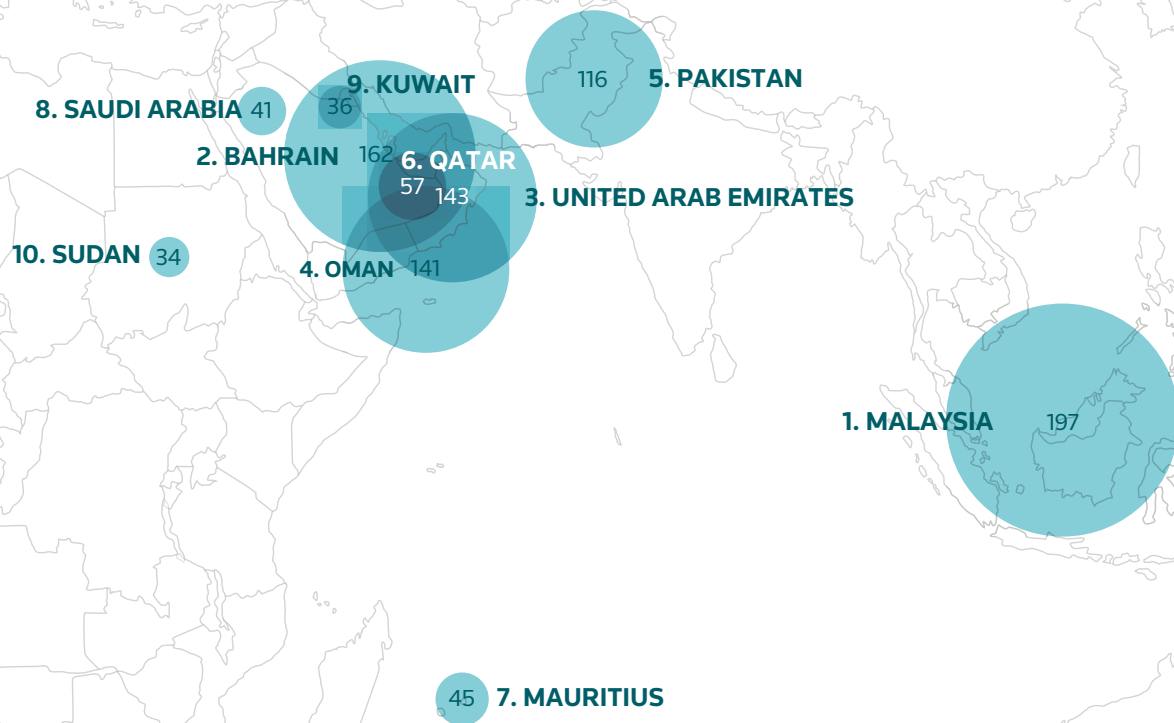 9. KUWAIT
36
116 5. PAKISTAN
8. SAUDI ARABIA 41
2. BAHRAIN 162
6. QATAR
57
143
3. UNITED ARAB EMIRATES
10. SUDAN 34
4. OMAN 141
1. MALAYSIA 197
45 7. MAURITIUS